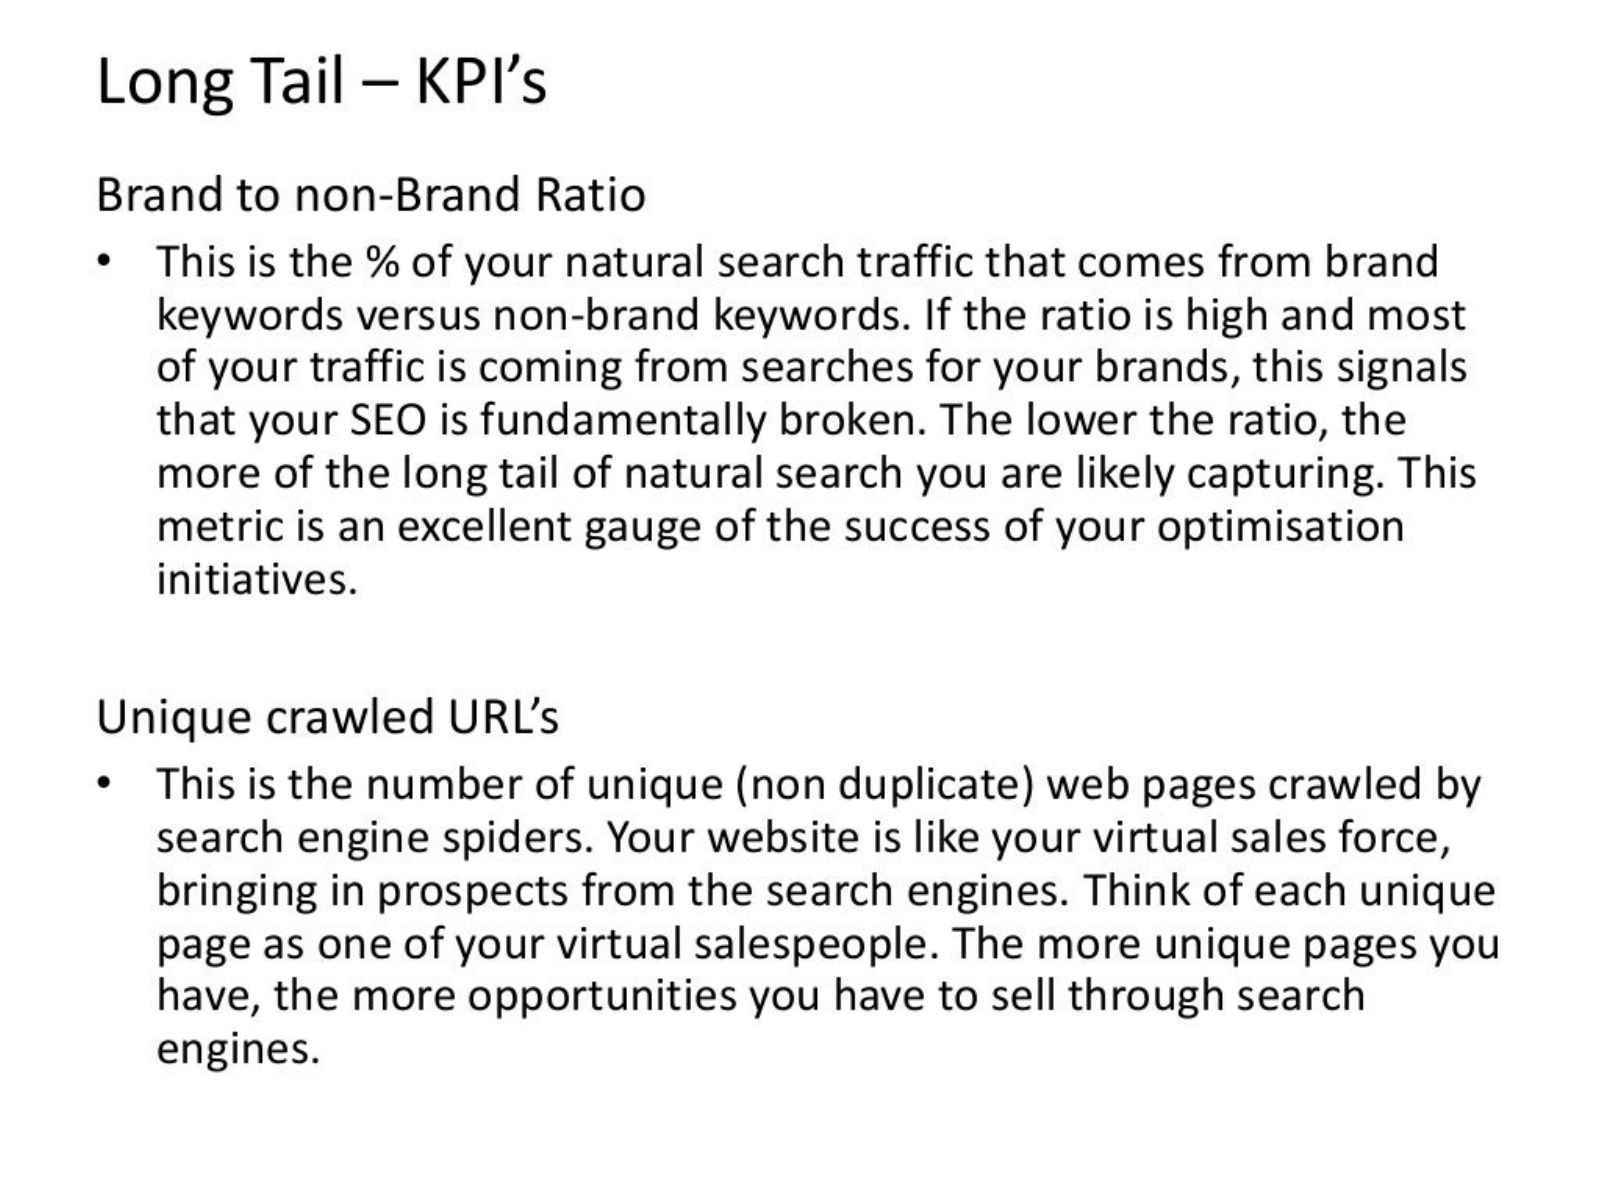 Long Tail – KPI’s
Brand to non-Brand Ratio
• This is the % of your natural search traffic that comes from brand
keywords versus non-brand keywords. If the ratio is high and most
of your traffic is coming from searches for your brands, this signals
that your SEO is fundamentally broken. The lower the ratio, the
more of the long tail of natural search you are likely capturing. This
metric is an excellent gauge of the success of your optimisation
initiatives.
Unique crawled URL’s
• This is the number of unique (non duplicate) web pages crawled by
search engine spiders. Your website is like your virtual sales force,
bringing in prospects from the search engines. Think of each unique
page as one of your virtual salespeople. The more unique pages you
have, the more opportunities you have to sell through search
engines.